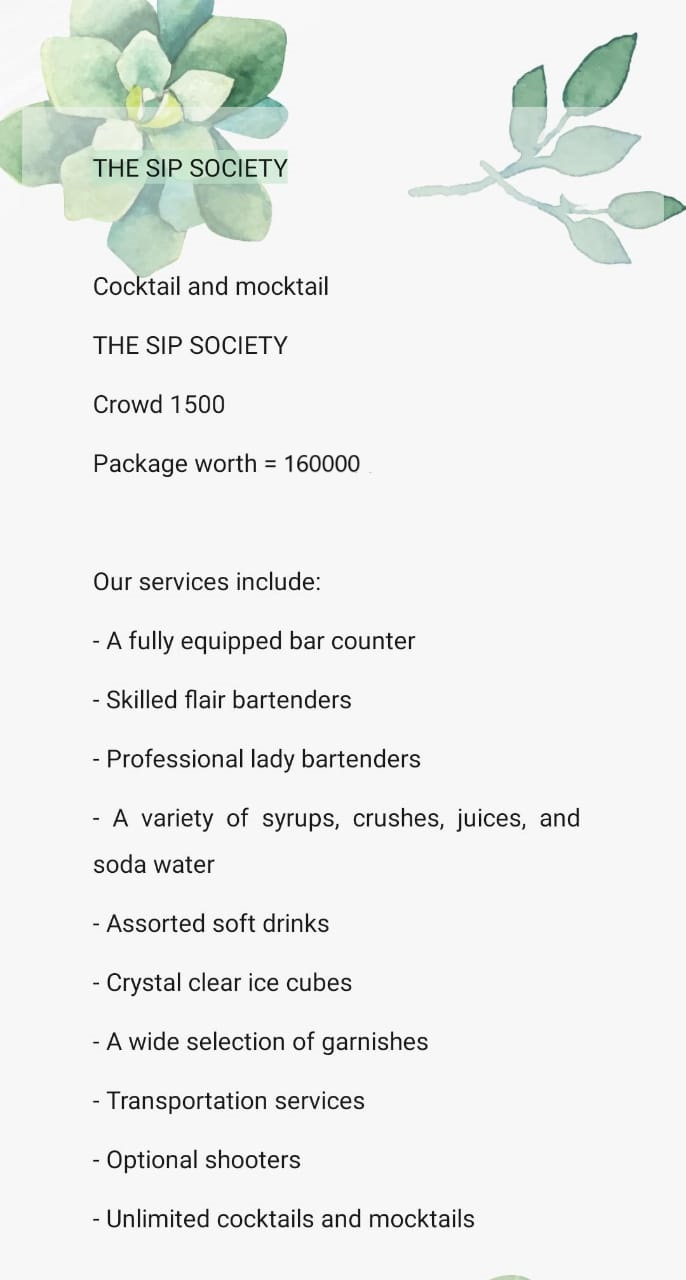 THE SIP SOCIETY
Cocktail and mocktail
THE SIP SOCIETY
Crowd 1500
Package worth = 160000
Our services include:
- A fully equipped bar counter
- Skilled flair bartenders
- Professional lady bartenders
- A variety of syrups, crushes, juices, and
soda water
- Assorted soft drinks
- Crystal clear ice cubes
- A wide selection of garnishes
- Transportation services
- Optional shooters
- Unlimited cocktails and mocktails